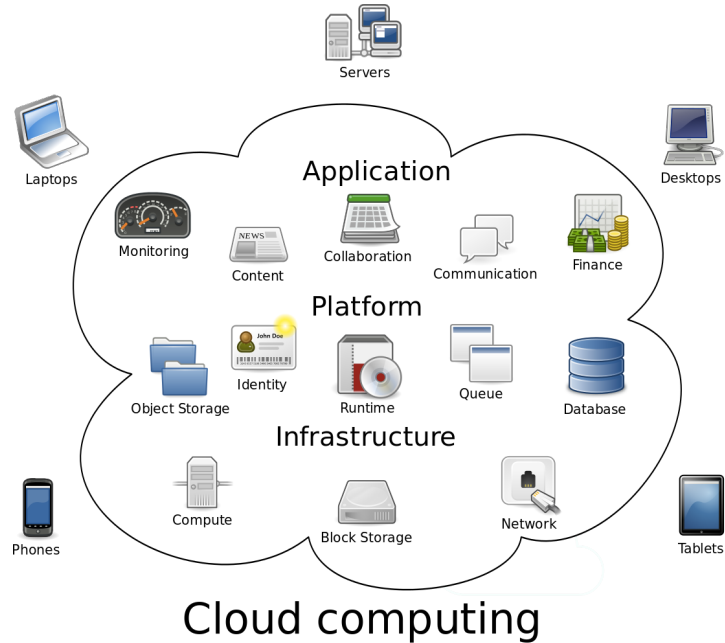 Servers
Laptops
Desktops
Application
Monitoring
NEWS
Content
Collaboration
Communication
Finance
Platform
John Doe
Object Storage
Identity
Runtime
Queue
Database
Infrastructure
Compute
Block Storage
Network
Phones
Tablets
Cloud computing